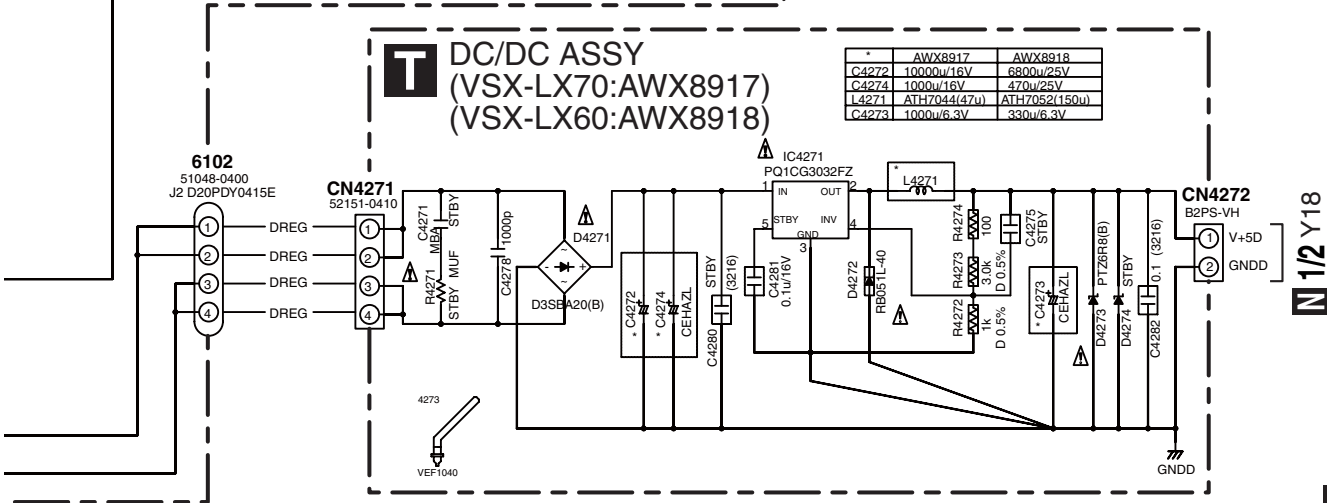 T
DC/DC ASSY
(VSX-LX70:AWX8917)
(VSX-LX60:AWX8918)
* AWX8917 AWX8918
C4272 10000u/16V 6800u/25V
C4274 1000u/16V 470u/25V
L4271 ATH7044(47u) ATH7052(150u)
C4273 1000u/6.3V 330u/6.3V
6102
51048-0400
J2 D20PDY0415E
1 DREG
2 DREG
3 DREG
4 DREG
CN4271
52151-0410
1
2
3
4
C4271
MBA
STBY
R4271
STBY MUF
C4278
1000p
D4271
D3SBA20(B)
~
- +
~
* C4272
* C4274
CEHAZL
C4280
STBY
(3216)
IC4271
PQ1CG3032FZ
1 IN OUT 2
5 STBY INV 4
GND
3
C4281
0.1u/16V
D4272
RB051L-40
*
L4271
R4274
100
R4273
3.0k
D 0.5%
R4272
1k
D 0.5%
C4275
STBY
* C4273
CEHAZL
D4273
PTZ6R8(B)
D4274
STBY
C4282
0.1 (3216)
CN4272
B2PS-VH
1 V+5D
2 GNDD
N 1/2 Y18
GNDD
4273
VEF1040